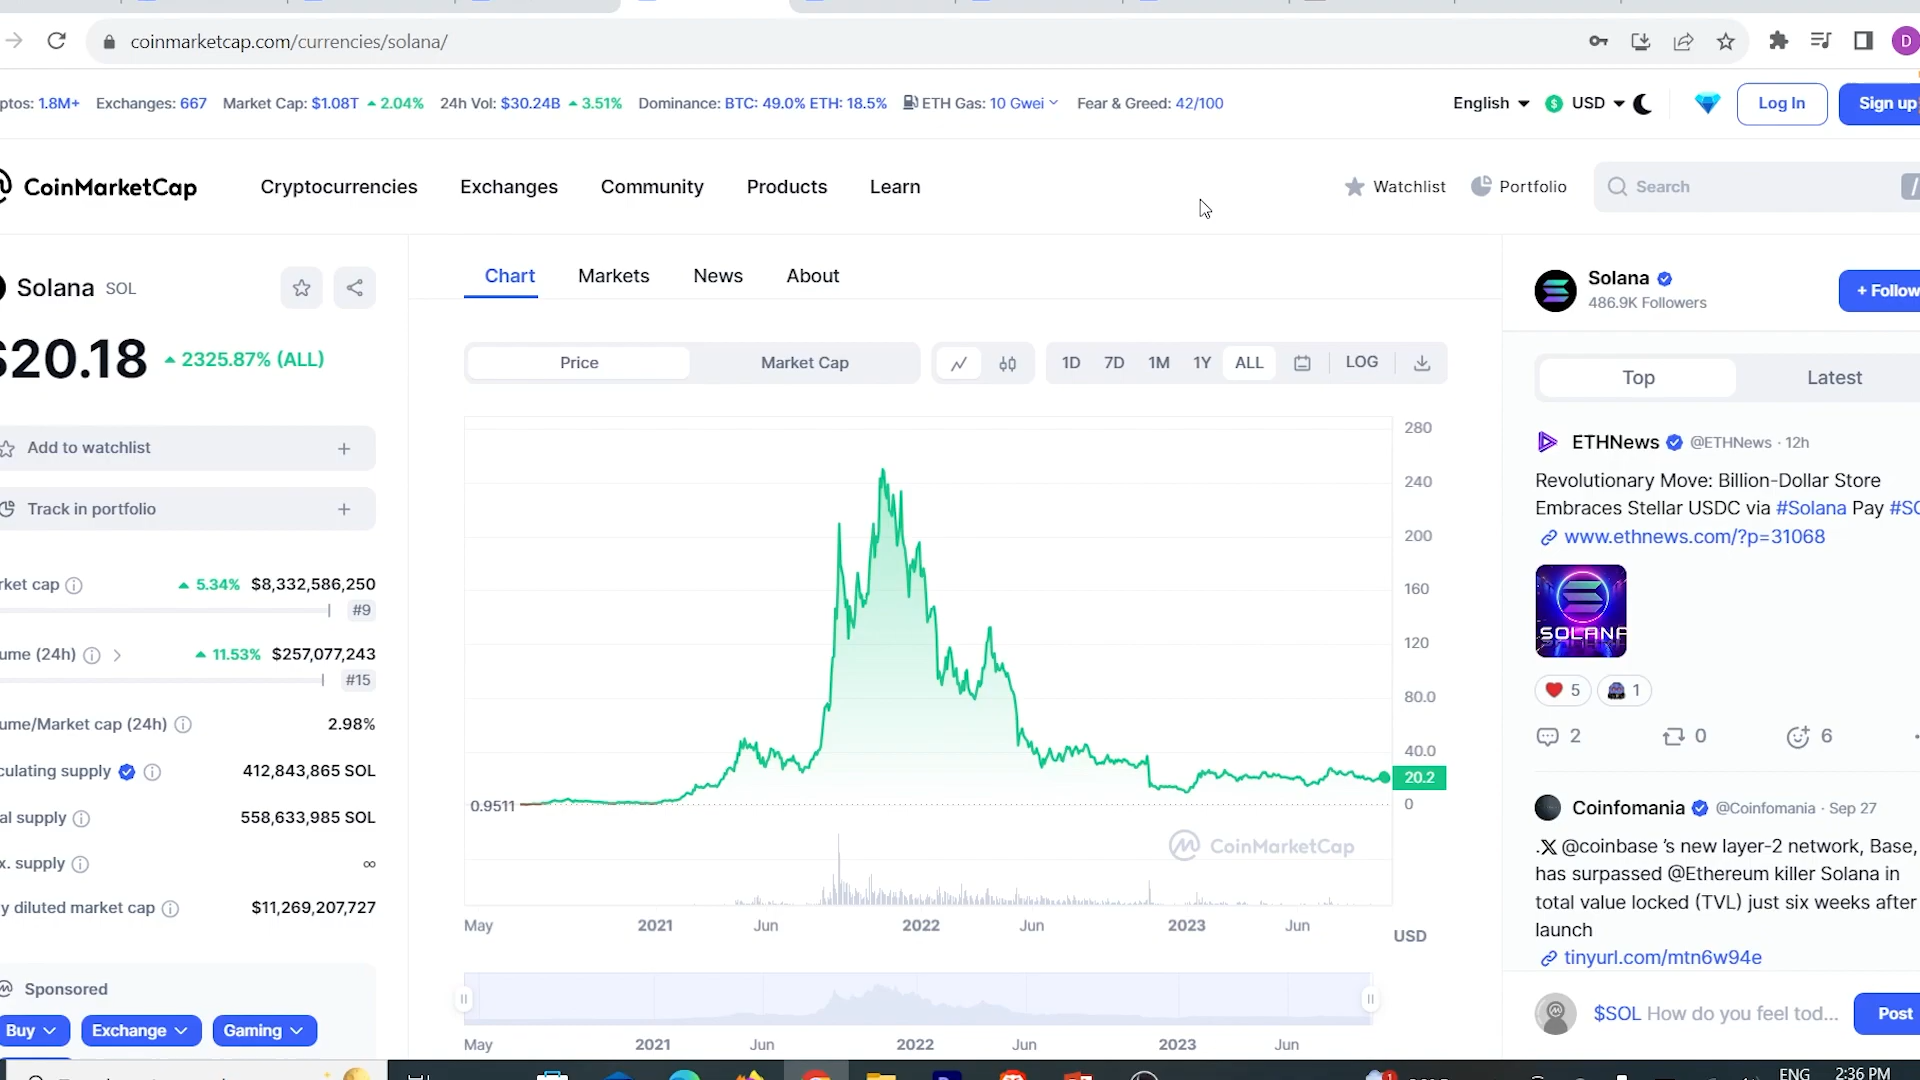 coinmarketcap.com/currencies/solana/
ptos: 1.8M+ Exchanges: 667 Market Cap: $1.08T 2.04% 24h Vol: $30.24B 3.51% Dominance: BTC: 49.0% ETH: 18.5% ETH Gas: 10 Gwei Fear & Greed: 42/100 English USD Log In Sign up
CoinMarketCap Cryptocurrencies Exchanges Community Products Learn Watchlist Portfolio Search /
Solana SOL
$20.18 2325.87% (ALL)
Add to watchlist +
Track in portfolio +
rket cap 5.34% $8,332,586,250
#9
ume (24h) 11.53% $257,077,243
#15
ume/Market cap (24h) 2.98%
culating supply 412,843,865 SOL
al supply 558,633,985 SOL
x. supply ∞
y diluted market cap $11,269,207,727
Sponsored
Buy Exchange Gaming
Chart Markets News About
Price Market Cap 1D 7D 1M 1Y ALL LOG
280
240
200
160
120
80.0
40.0
20.2
0.9511 0
CoinMarketCap
May 2021 Jun 2022 Jun 2023 Jun
USD
May 2021 Jun 2022 Jun 2023 Jun
Solana
486.9K Followers
+ Follow
Top Latest
ETHNews @ETHNews · 12h
Revolutionary Move: Billion-Dollar Store
Embraces Stellar USDC via #Solana Pay #SO
www.ethnews.com/?p=31068
SOLANA
5 1
2 0 6
Coinfomania @Coinfomania · Sep 27
.X @coinbase 's new layer-2 network, Base,
has surpassed @Ethereum killer Solana in
total value locked (TVL) just six weeks after
launch
tinyurl.com/mtn6w94e
$SOL How do you feel tod... Post
ENG 2:36 PM
D